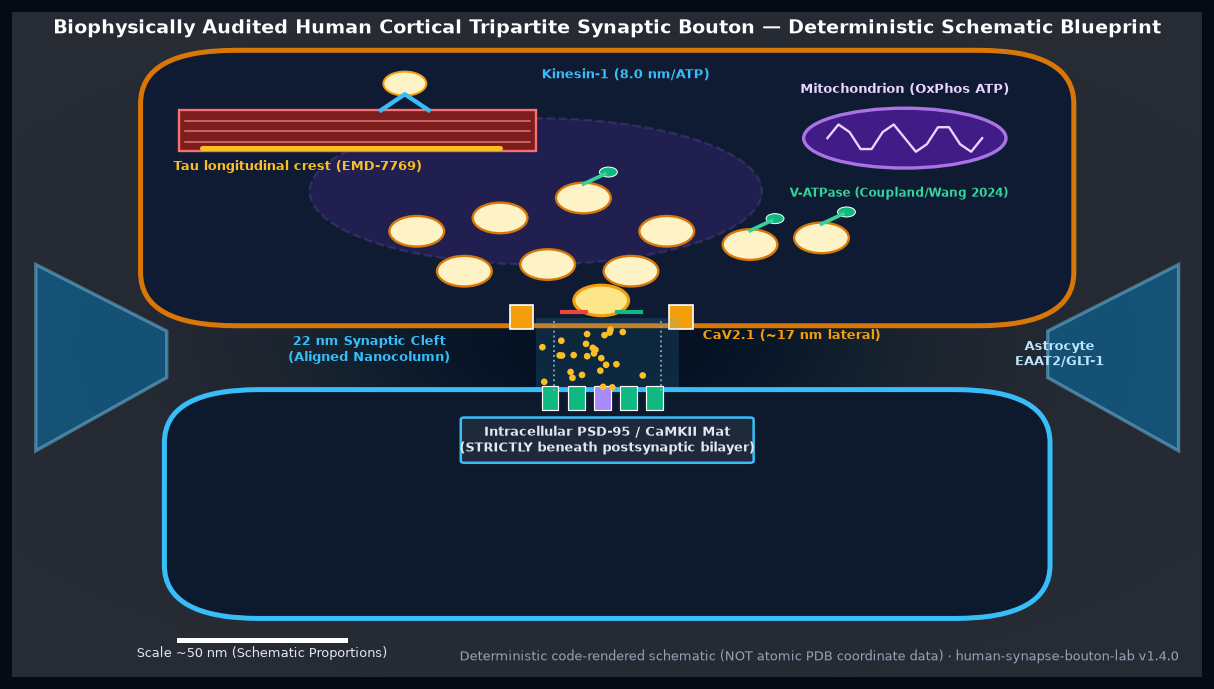 Biophysically Audited Human Cortical Tripartite Synaptic Bouton — Deterministic Schematic Blueprint
Kinesin-1 (8.0 nm/ATP)
Mitochondrion (OxPhos ATP)
Tau longitudinal crest (EMD-7769)
V-ATPase (Coupland/Wang 2024)
22 nm Synaptic Cleft
(Aligned Nanocolumn)
CaV2.1 (~17 nm lateral)
Astrocyte
EAAT2/GLT-1
Intracellular PSD-95 / CaMKII Mat
(STRICTLY beneath postsynaptic bilayer)
Scale ~50 nm (Schematic Proportions)
Deterministic code-rendered schematic (NOT atomic PDB coordinate data) · human-synapse-bouton-lab v1.4.0